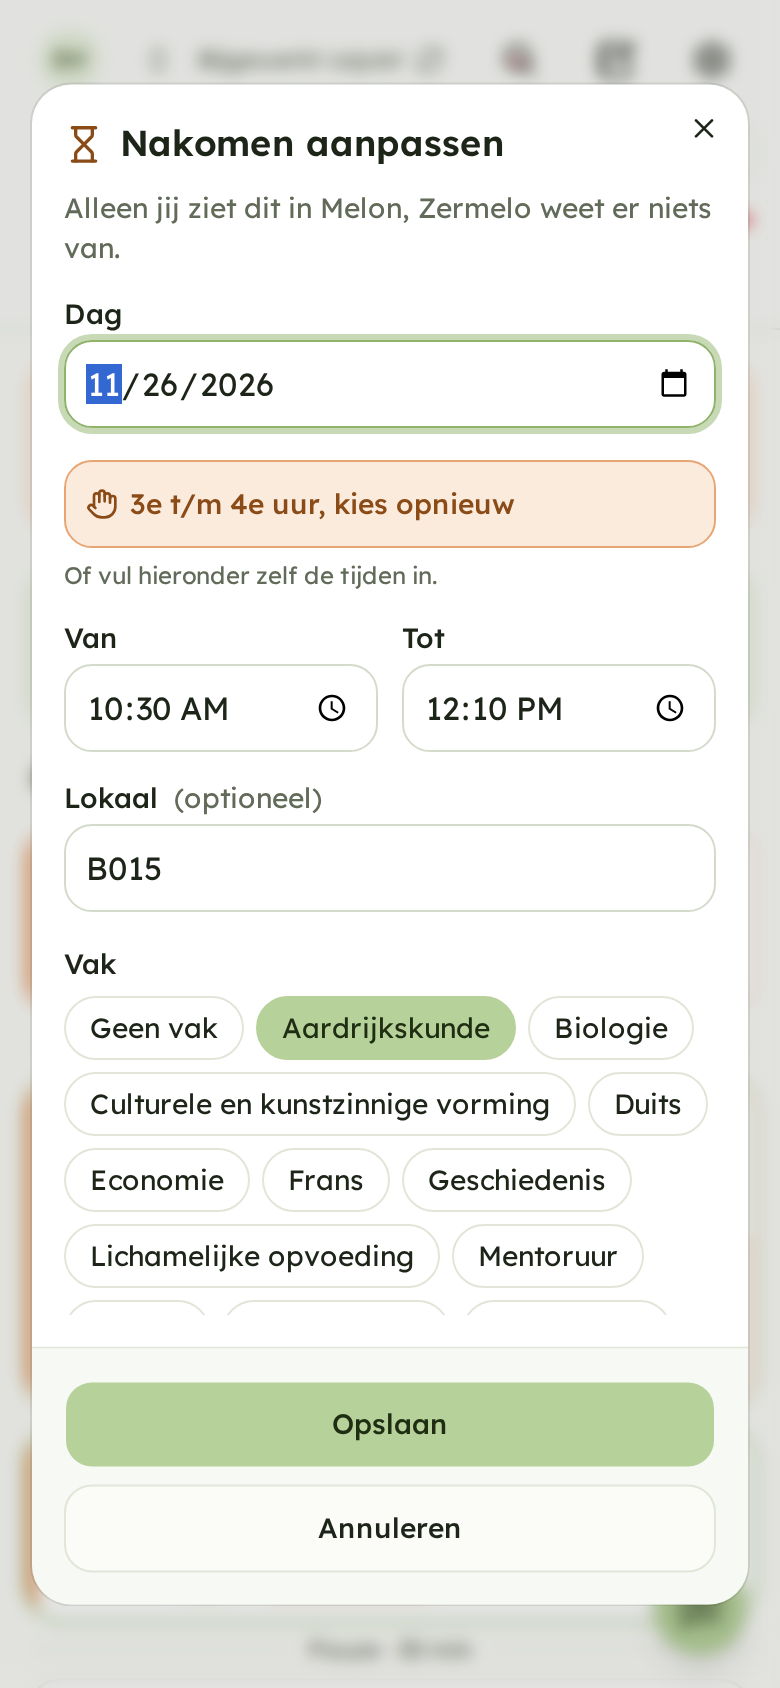 Nakomen aanpassen
Alleen jij ziet dit in Melon, Zermelo weet er niets
van.
Dag
11/26/2026
3e t/m 4e uur, kies opnieuw
Of vul hieronder zelf de tijden in.
Van Tot
10:30 AM 12:10 PM
Lokaal (optioneel)
B015
Vak
Geen vak Aardrijkskunde Biologie
Culturele en kunstzinnige vorming Duits
Economie Frans Geschiedenis
Lichamelijke opvoeding Mentoruur
Opslaan
Annuleren